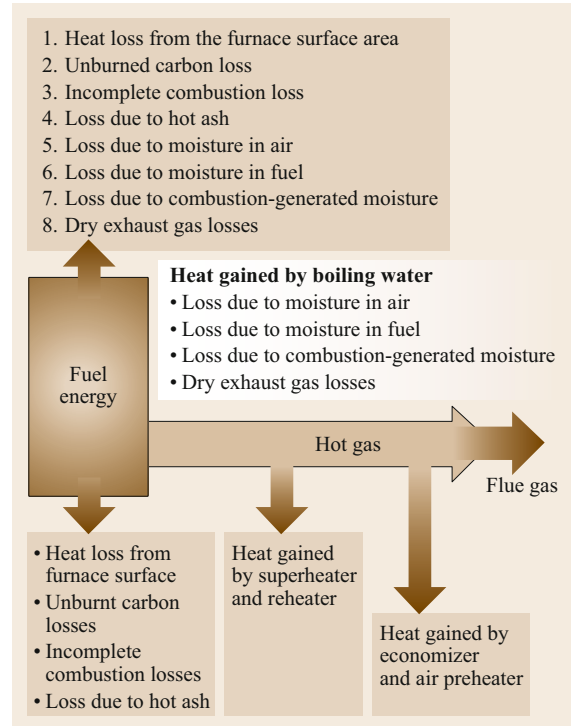 1. Heat loss from the furnace surface area
2. Unburned carbon loss
3. Incomplete combustion loss
4. Loss due to hot ash
5. Loss due to moisture in air
6. Loss due to moisture in fuel
7. Loss due to combustion-generated moisture
8. Dry exhaust gas losses
Heat gained by boiling water
• Loss due to moisture in air
• Loss due to moisture in fuel
• Loss due to combustion-generated moisture
• Dry exhaust gas losses
Fuel
energy
Hot gas
Flue gas
• Heat loss from
furnace surface
• Unburnt carbon
losses
• Incomplete
combustion losses
• Loss due to hot ash
Heat gained
by superheater
and reheater
Heat gained by
economizer
and air preheater